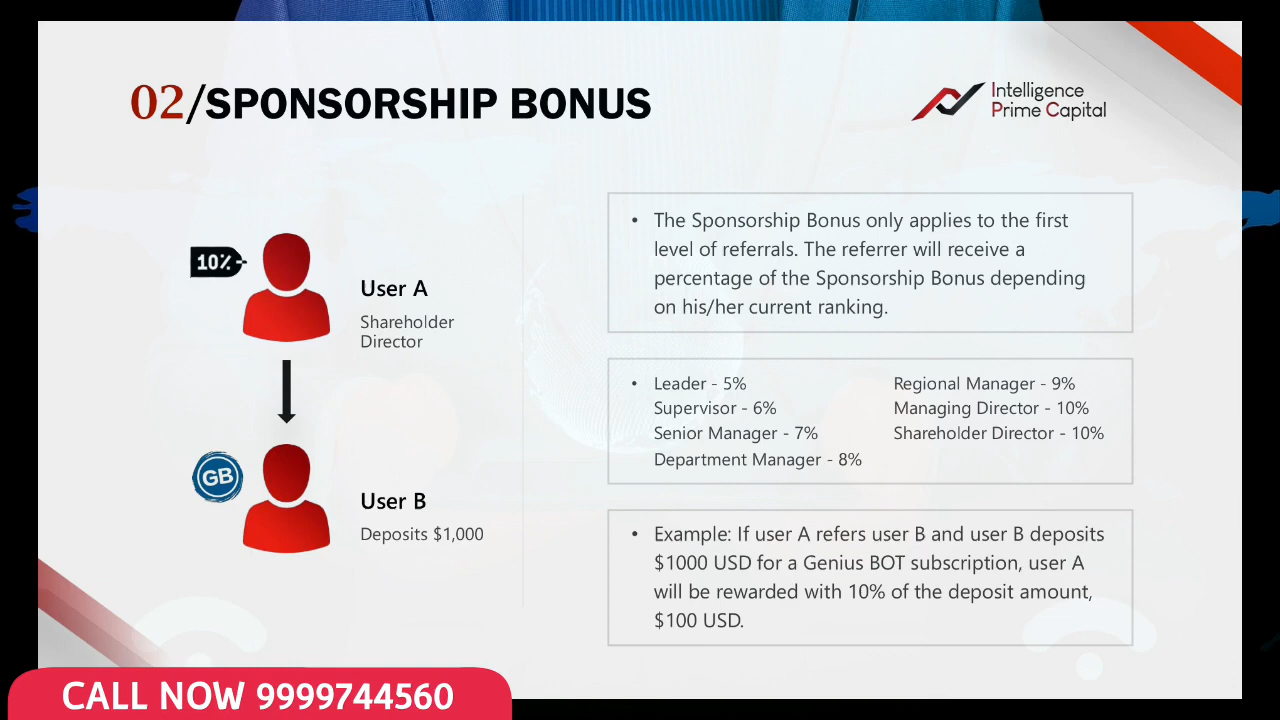 02/SPONSORSHIP BONUS
Intelligence
Prime Capital
10%
User A
Shareholder
Director
GB
User B
Deposits $1,000
• The Sponsorship Bonus only applies to the first
level of referrals. The referrer will receive a
percentage of the Sponsorship Bonus depending
on his/her current ranking.
• Leader - 5%
Supervisor - 6%
Senior Manager - 7%
Department Manager - 8%
Regional Manager - 9%
Managing Director - 10%
Shareholder Director - 10%
• Example: If user A refers user B and user B deposits
$1000 USD for a Genius BOT subscription, user A
will be rewarded with 10% of the deposit amount,
$100 USD.
CALL NOW 9999744560